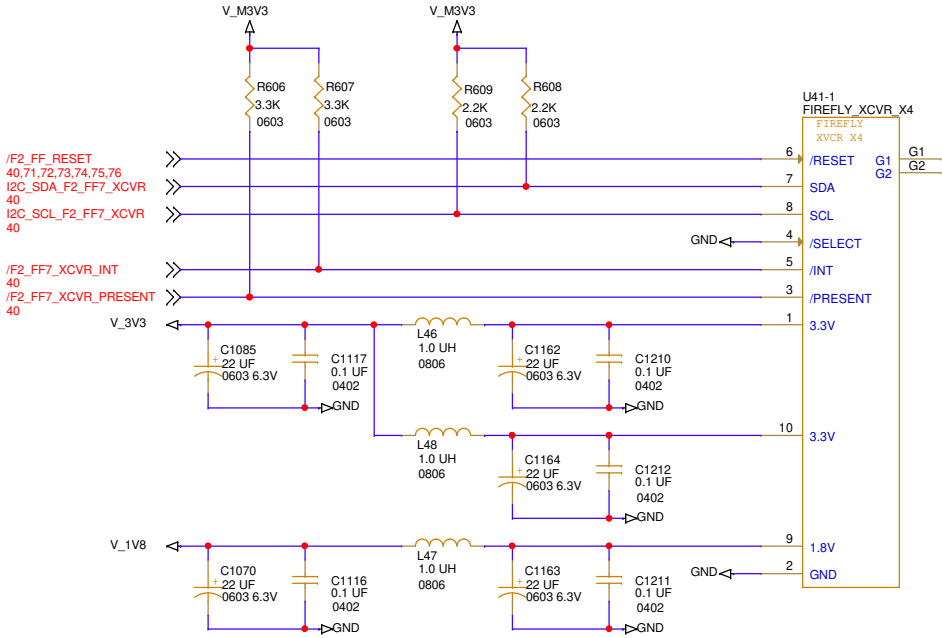 V_M3V3
V_M3V3
R606
3.3K
0603
R607
3.3K
0603
R609
2.2K
0603
R608
2.2K
0603
U41-1
FIREFLY_XCVR_X4
FIREFLY
XVCR X4
/F2_FF_RESET
40,71,72,73,74,75,76
6
/RESET
G1
G1
G2
G2
I2C_SDA_F2_FF7_XCVR
40
7
SDA
I2C_SCL_F2_FF7_XCVR
40
8
SCL
GND
4
/SELECT
/F2_FF7_XCVR_INT
40
5
/INT
/F2_FF7_XCVR_PRESENT
40
3
/PRESENT
V_3V3
1
3.3V
C1085
22 UF
0603 6.3V
C1117
0.1 UF
0402
GND
L46
1.0 UH
0806
C1162
22 UF
0603 6.3V
C1210
0.1 UF
0402
GND
10
3.3V
L48
1.0 UH
0806
C1164
22 UF
0603 6.3V
C1212
0.1 UF
0402
GND
V_1V8
9
1.8V
C1070
22 UF
0603 6.3V
C1116
0.1 UF
0402
GND
L47
1.0 UH
0806
C1163
22 UF
0603 6.3V
C1211
0.1 UF
0402
GND
GND
2
GND